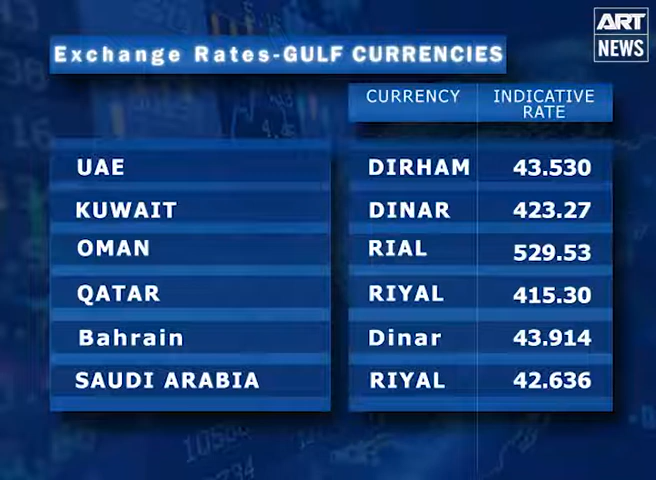 ART
NEWS
Exchange Rates-GULF CURRENCIES
CURRENCY INDICATIVE
RATE
UAE DIRHAM 43.530
KUWAIT DINAR 423.27
OMAN RIAL 529.53
QATAR RIYAL 415.30
Bahrain Dinar 43.914
SAUDI ARABIA RIYAL 42.636